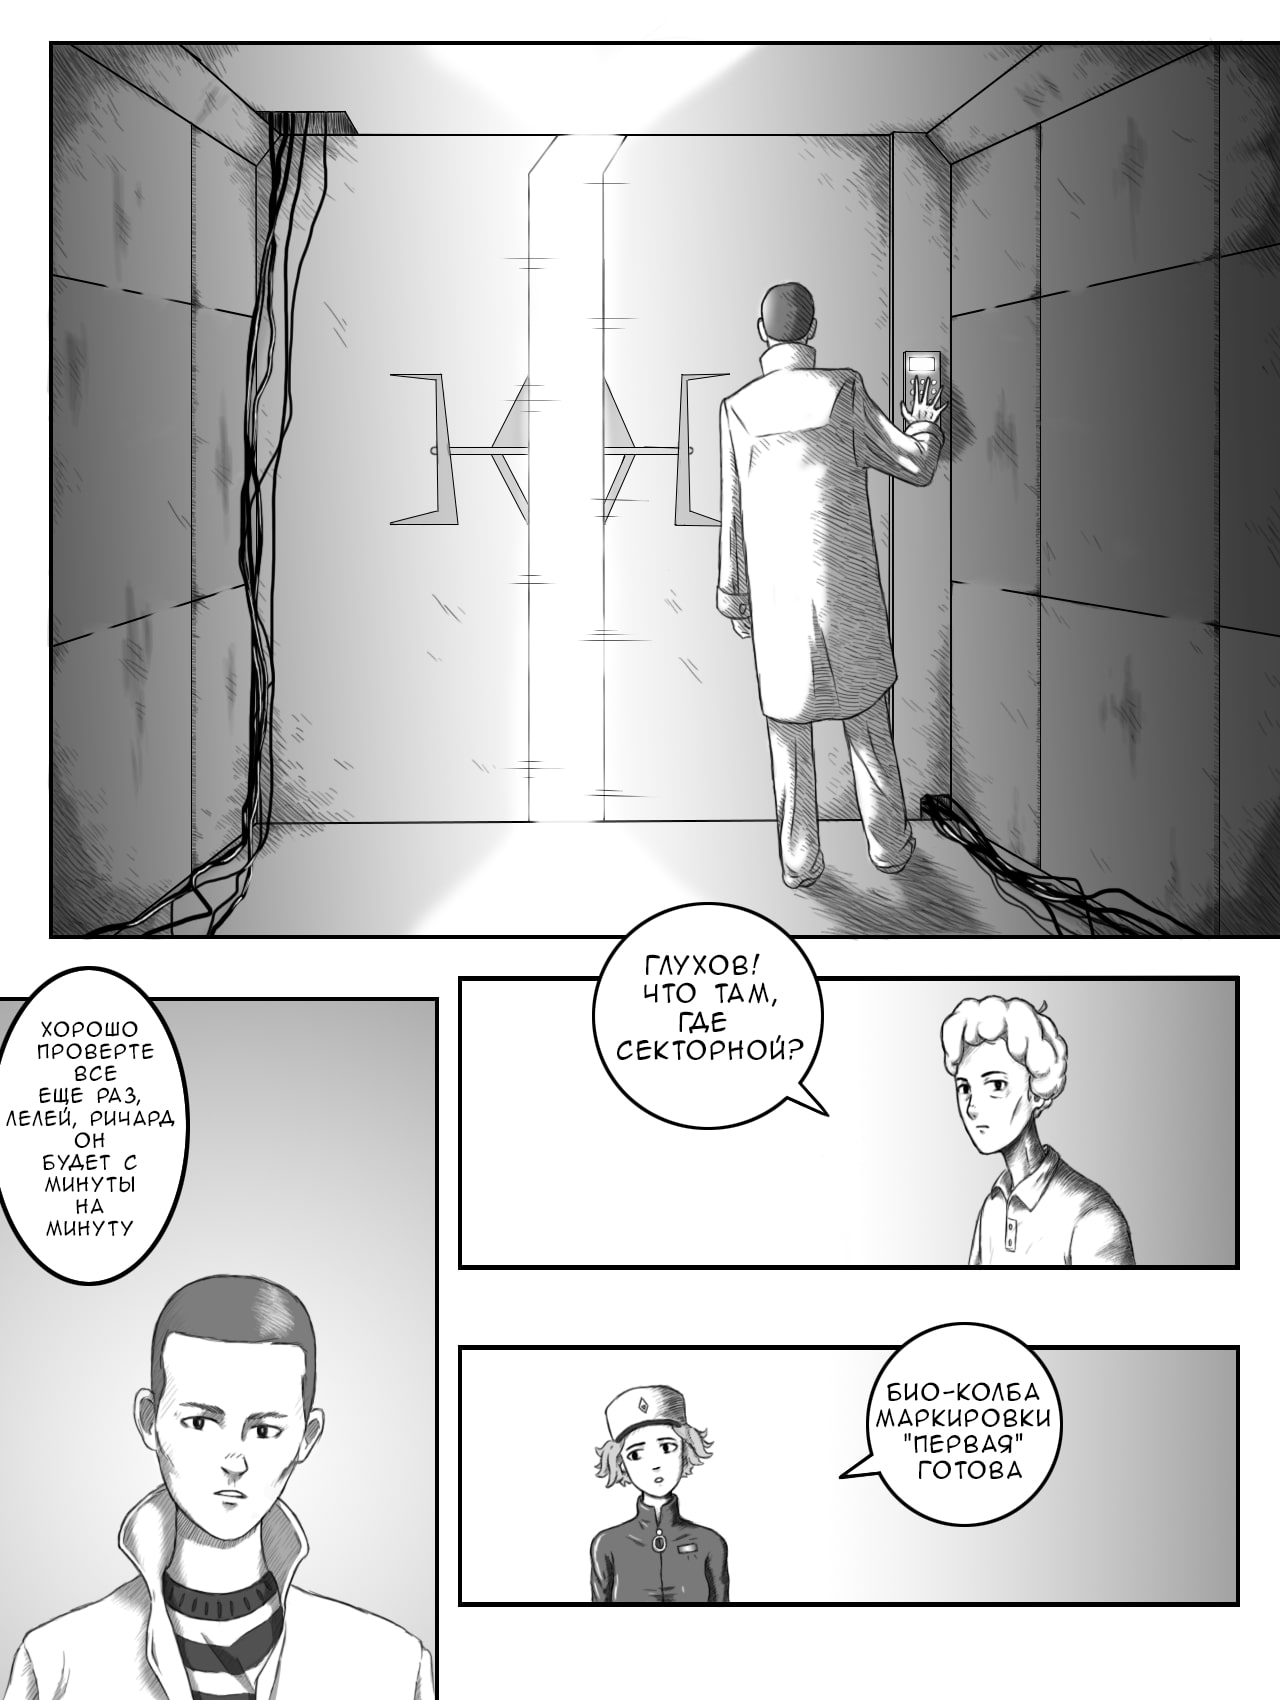 ГЛУХОВ!
ЧТО ТАМ,
ГДЕ
СЕКТОРНОЙ?
ХОРОШО
ПРОВЕРТЕ
ВСЕ
ЕЩЕ РАЗ,
ЛЕЛЕЙ, РИЧАРД
ОН
БУДЕТ С
МИНУТЫ
НА
МИНУТУ
БИО-КОЛБА
МАРКИРОВКИ
"ПЕРВАЯ"
ГОТОВА